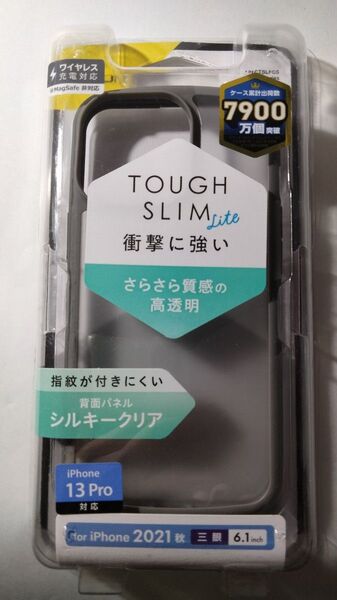 ワイヤレス
充電対応
※MagSafe 非対応
ケース累計出荷数
7900
万個突破
TOUGH
SLIM
Lite
衝撃に強い
さらさら質感の
高透明
指紋が付きにくい
背面パネル
シルキークリア
iPhone
13 Pro
対応
for iPhone 2021 秋 三眼 6.1inch